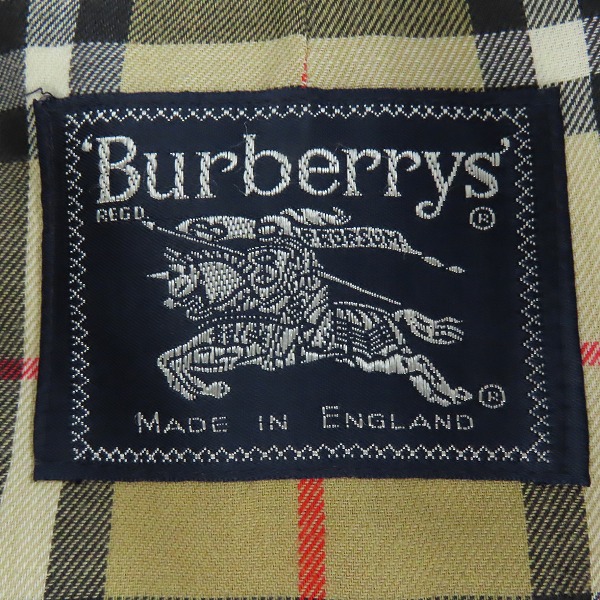 'Burberrys'
REGD. ®
PRORSUM
®
MADE IN ENGLAND